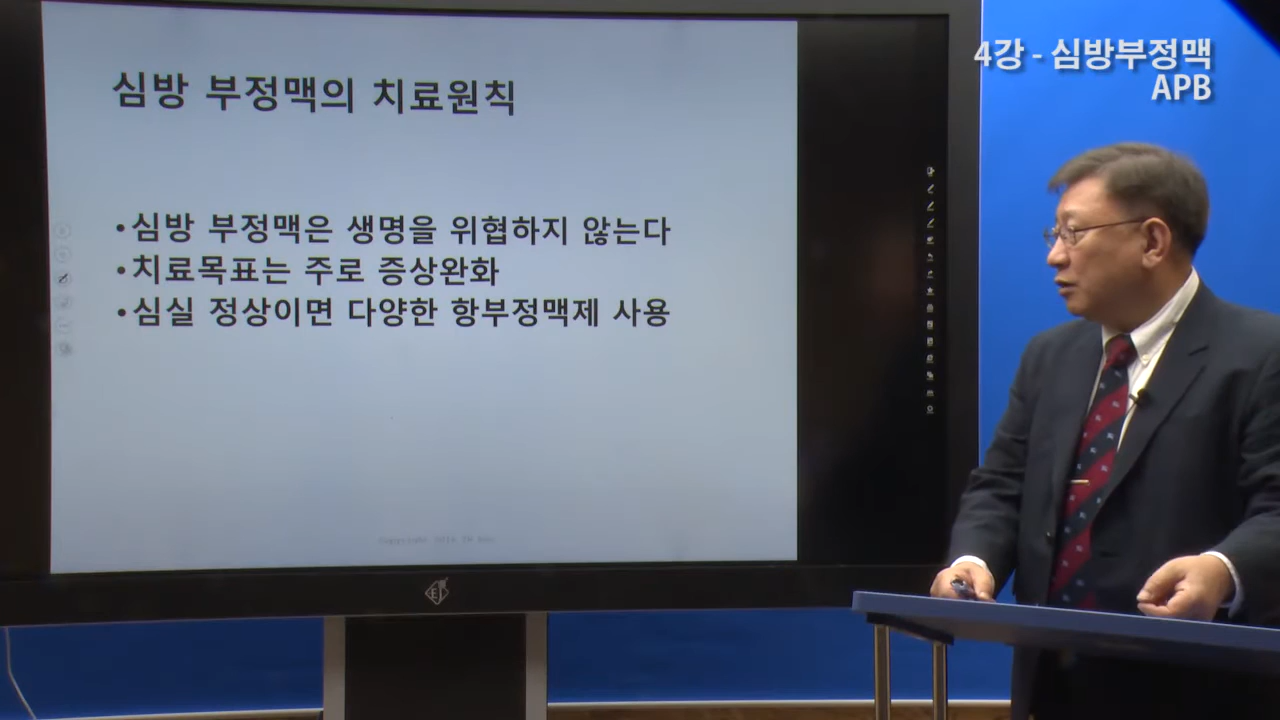 4강 - 심방부정맥
APB
심방 부정맥의 치료원칙
•심방 부정맥은 생명을 위협하지 않는다
•치료목표는 주로 증상완화
•심실 정상이면 다양한 항부정맥제 사용